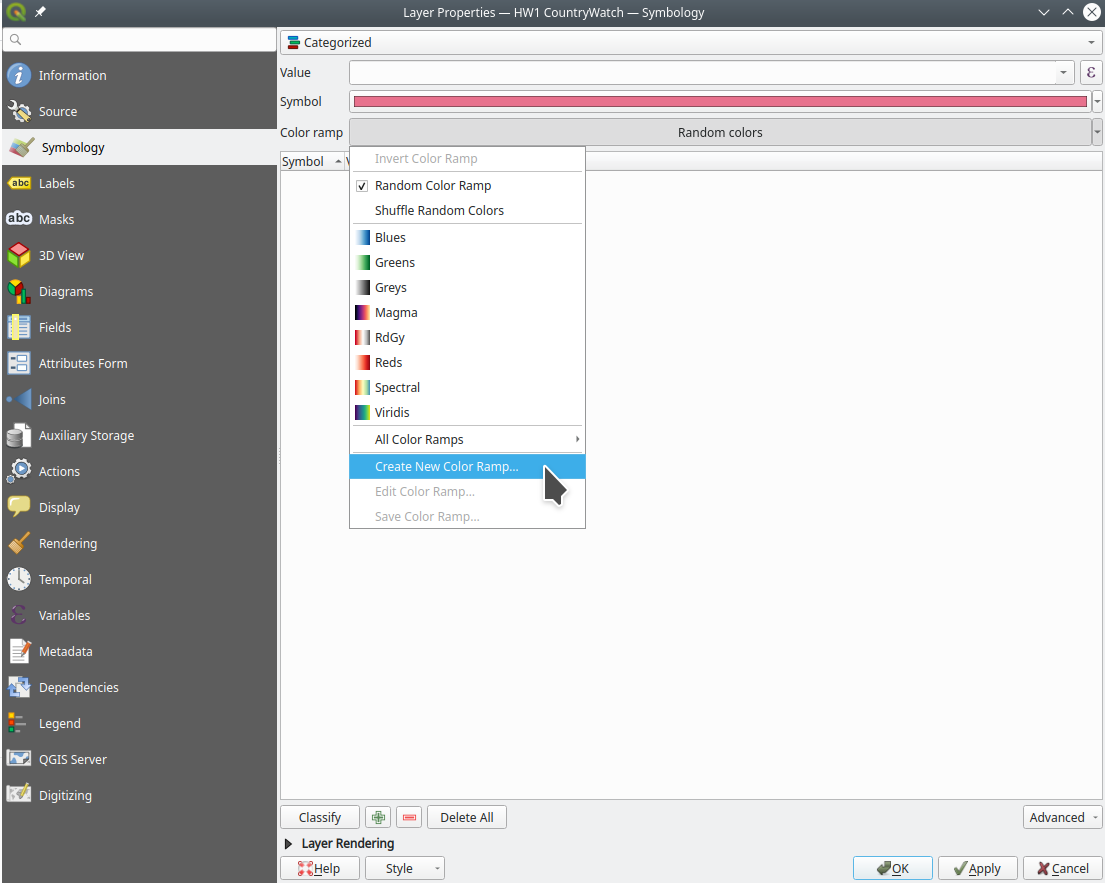 Layer Properties — HW1 CountryWatch — Symbology
Information
Source
Symbology
Labels
Masks
3D View
Diagrams
Fields
Attributes Form
Joins
Auxiliary Storage
Actions
Display
Rendering
Temporal
Variables
Metadata
Dependencies
Legend
QGIS Server
Digitizing
Categorized
Value
ε
Symbol
Color ramp Random colors
Symbol
Invert Color Ramp
Random Color Ramp
Shuffle Random Colors
Blues
Greens
Greys
Magma
RdGy
Reds
Spectral
Viridis
All Color Ramps
Create New Color Ramp...
Edit Color Ramp...
Save Color Ramp...
Classify Delete All Advanced
Layer Rendering
Help Style OK Apply Cancel